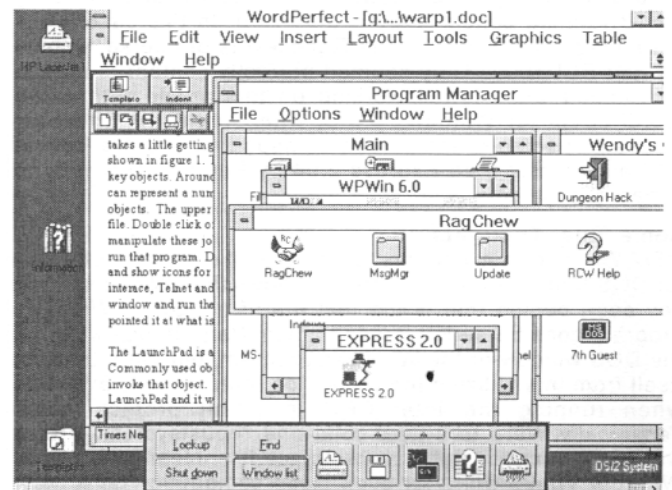 WordPerfect - [g:\...\warp1.doc]
File Edit View Insert Layout Tools Graphics Table
Window Help
HP LaserJet
Template Indent
Program Manager
File Options Window Help
takes a little getting
shown in figure 1. T
key objects. Around
can represent a num
objects. The upper
file. Double click o
manipulate these jo
run that program. D
and show icons for
interace, Telnet and
window and run the
pointed it at what is
The LaunchPad is a
Commonly used ob
invoke that object.
LaunchPad and it w
Main
Wendy's
Dungeon Hack
WPWin 6.0
RagChew
RagChew MsgMgr Update RCW Help
Information
MS-
7th Guest
EXPRESS 2.0
EXPRESS 2.0
Times Ne
Lockup Find
Shut down Window list
Templates
OS/2 System